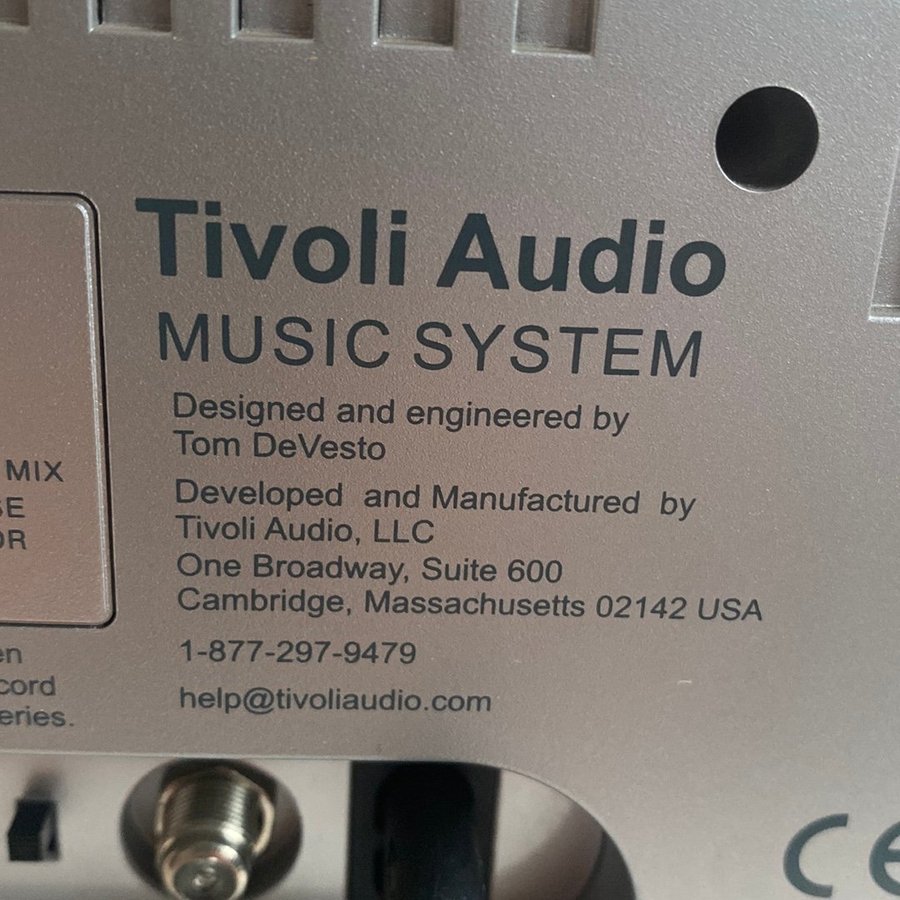 Tivoli Audio
MUSIC SYSTEM
Designed and engineered by
Tom DeVesto
Developed and Manufactured by
Tivoli Audio, LLC
One Broadway, Suite 600
Cambridge, Massachusetts 02142 USA
1-877-297-9479
help@tivoliaudio.com
MIX
CE